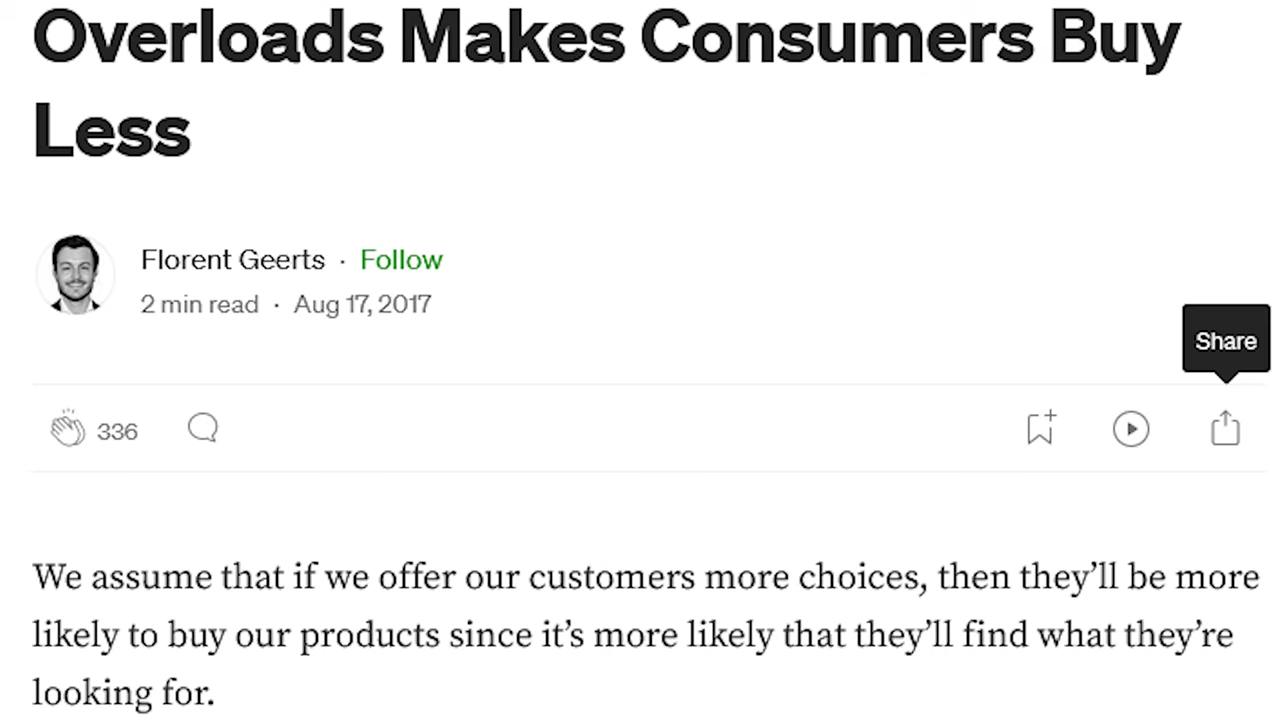 Overloads Makes Consumers Buy
Less
Florent Geerts · Follow
2 min read · Aug 17, 2017
Share
336
We assume that if we offer our customers more choices, then they’ll be more
likely to buy our products since it’s more likely that they’ll find what they’re
looking for.